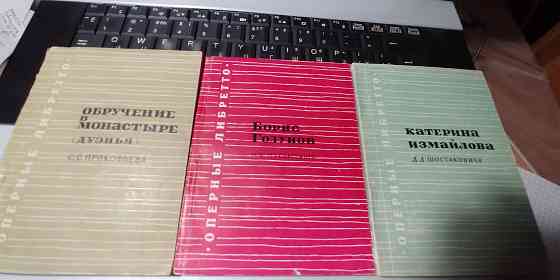 ОПЕРНЫЕ ЛИБРЕТТО
ОБРУЧЕНИЕ
В
МОНАСТЫРЕ
(ДУЭНЬЯ)
С. С. ПРОКОФЬЕВА
· ОПЕРНЫЕ ЛИБРЕТТО ·
Борис
Годунов
· ОПЕРНЫЕ ЛИБРЕТТО ·
КАТЕРИНА
ИЗМАЙЛОВА
Д. Д. ШОСТАКОВИЧА